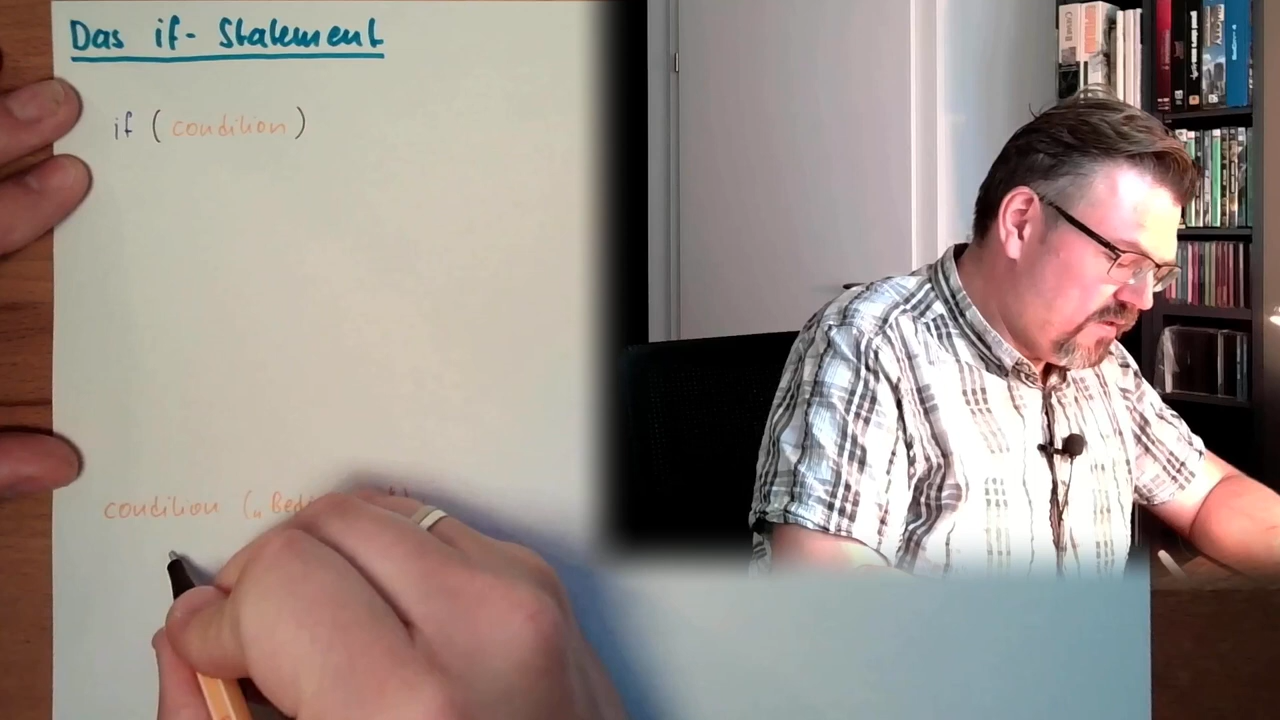 Das if- Statement
if ( condition )
condition („